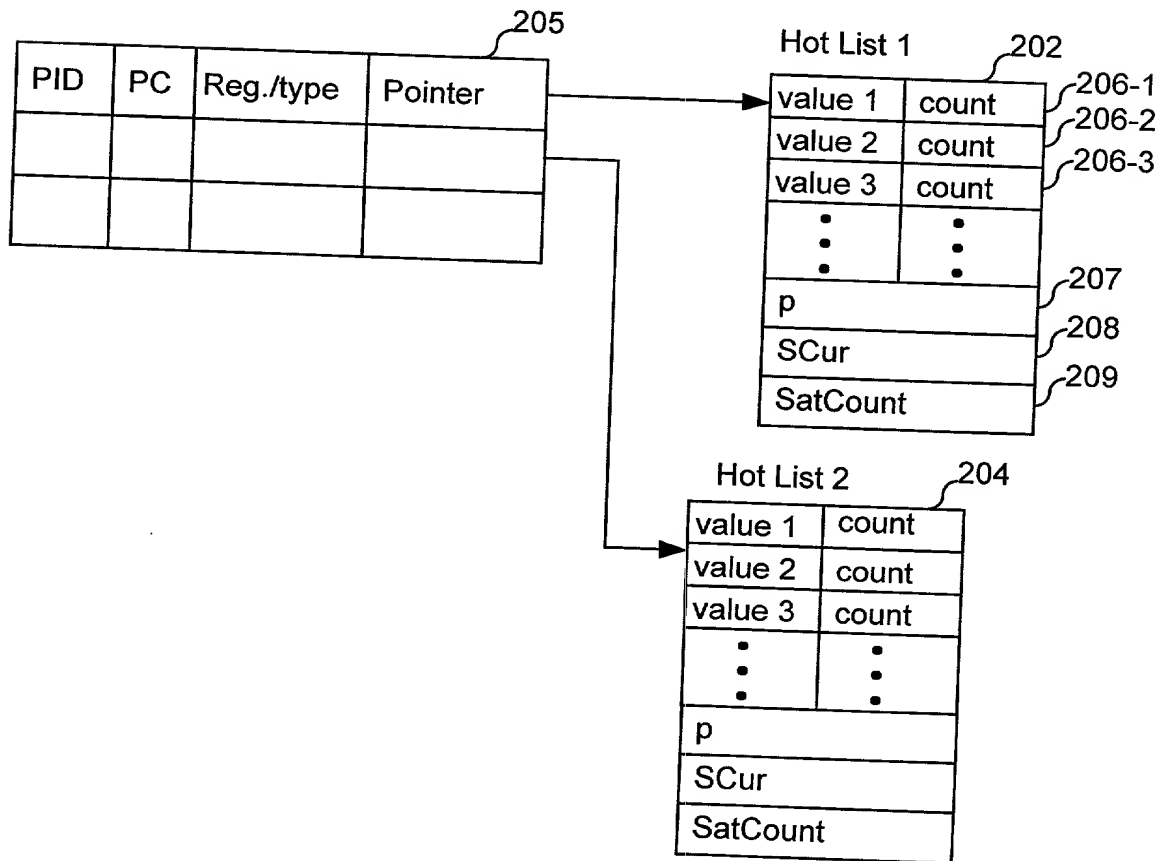 205
PID PC Reg./type Pointer
Hot List 1
202
value 1 count 206-1
value 2 count 206-2
value 3 count 206-3
p 207
SCur 208
SatCount 209
Hot List 2
204
value 1 count
value 2 count
value 3 count
p
SCur
SatCount